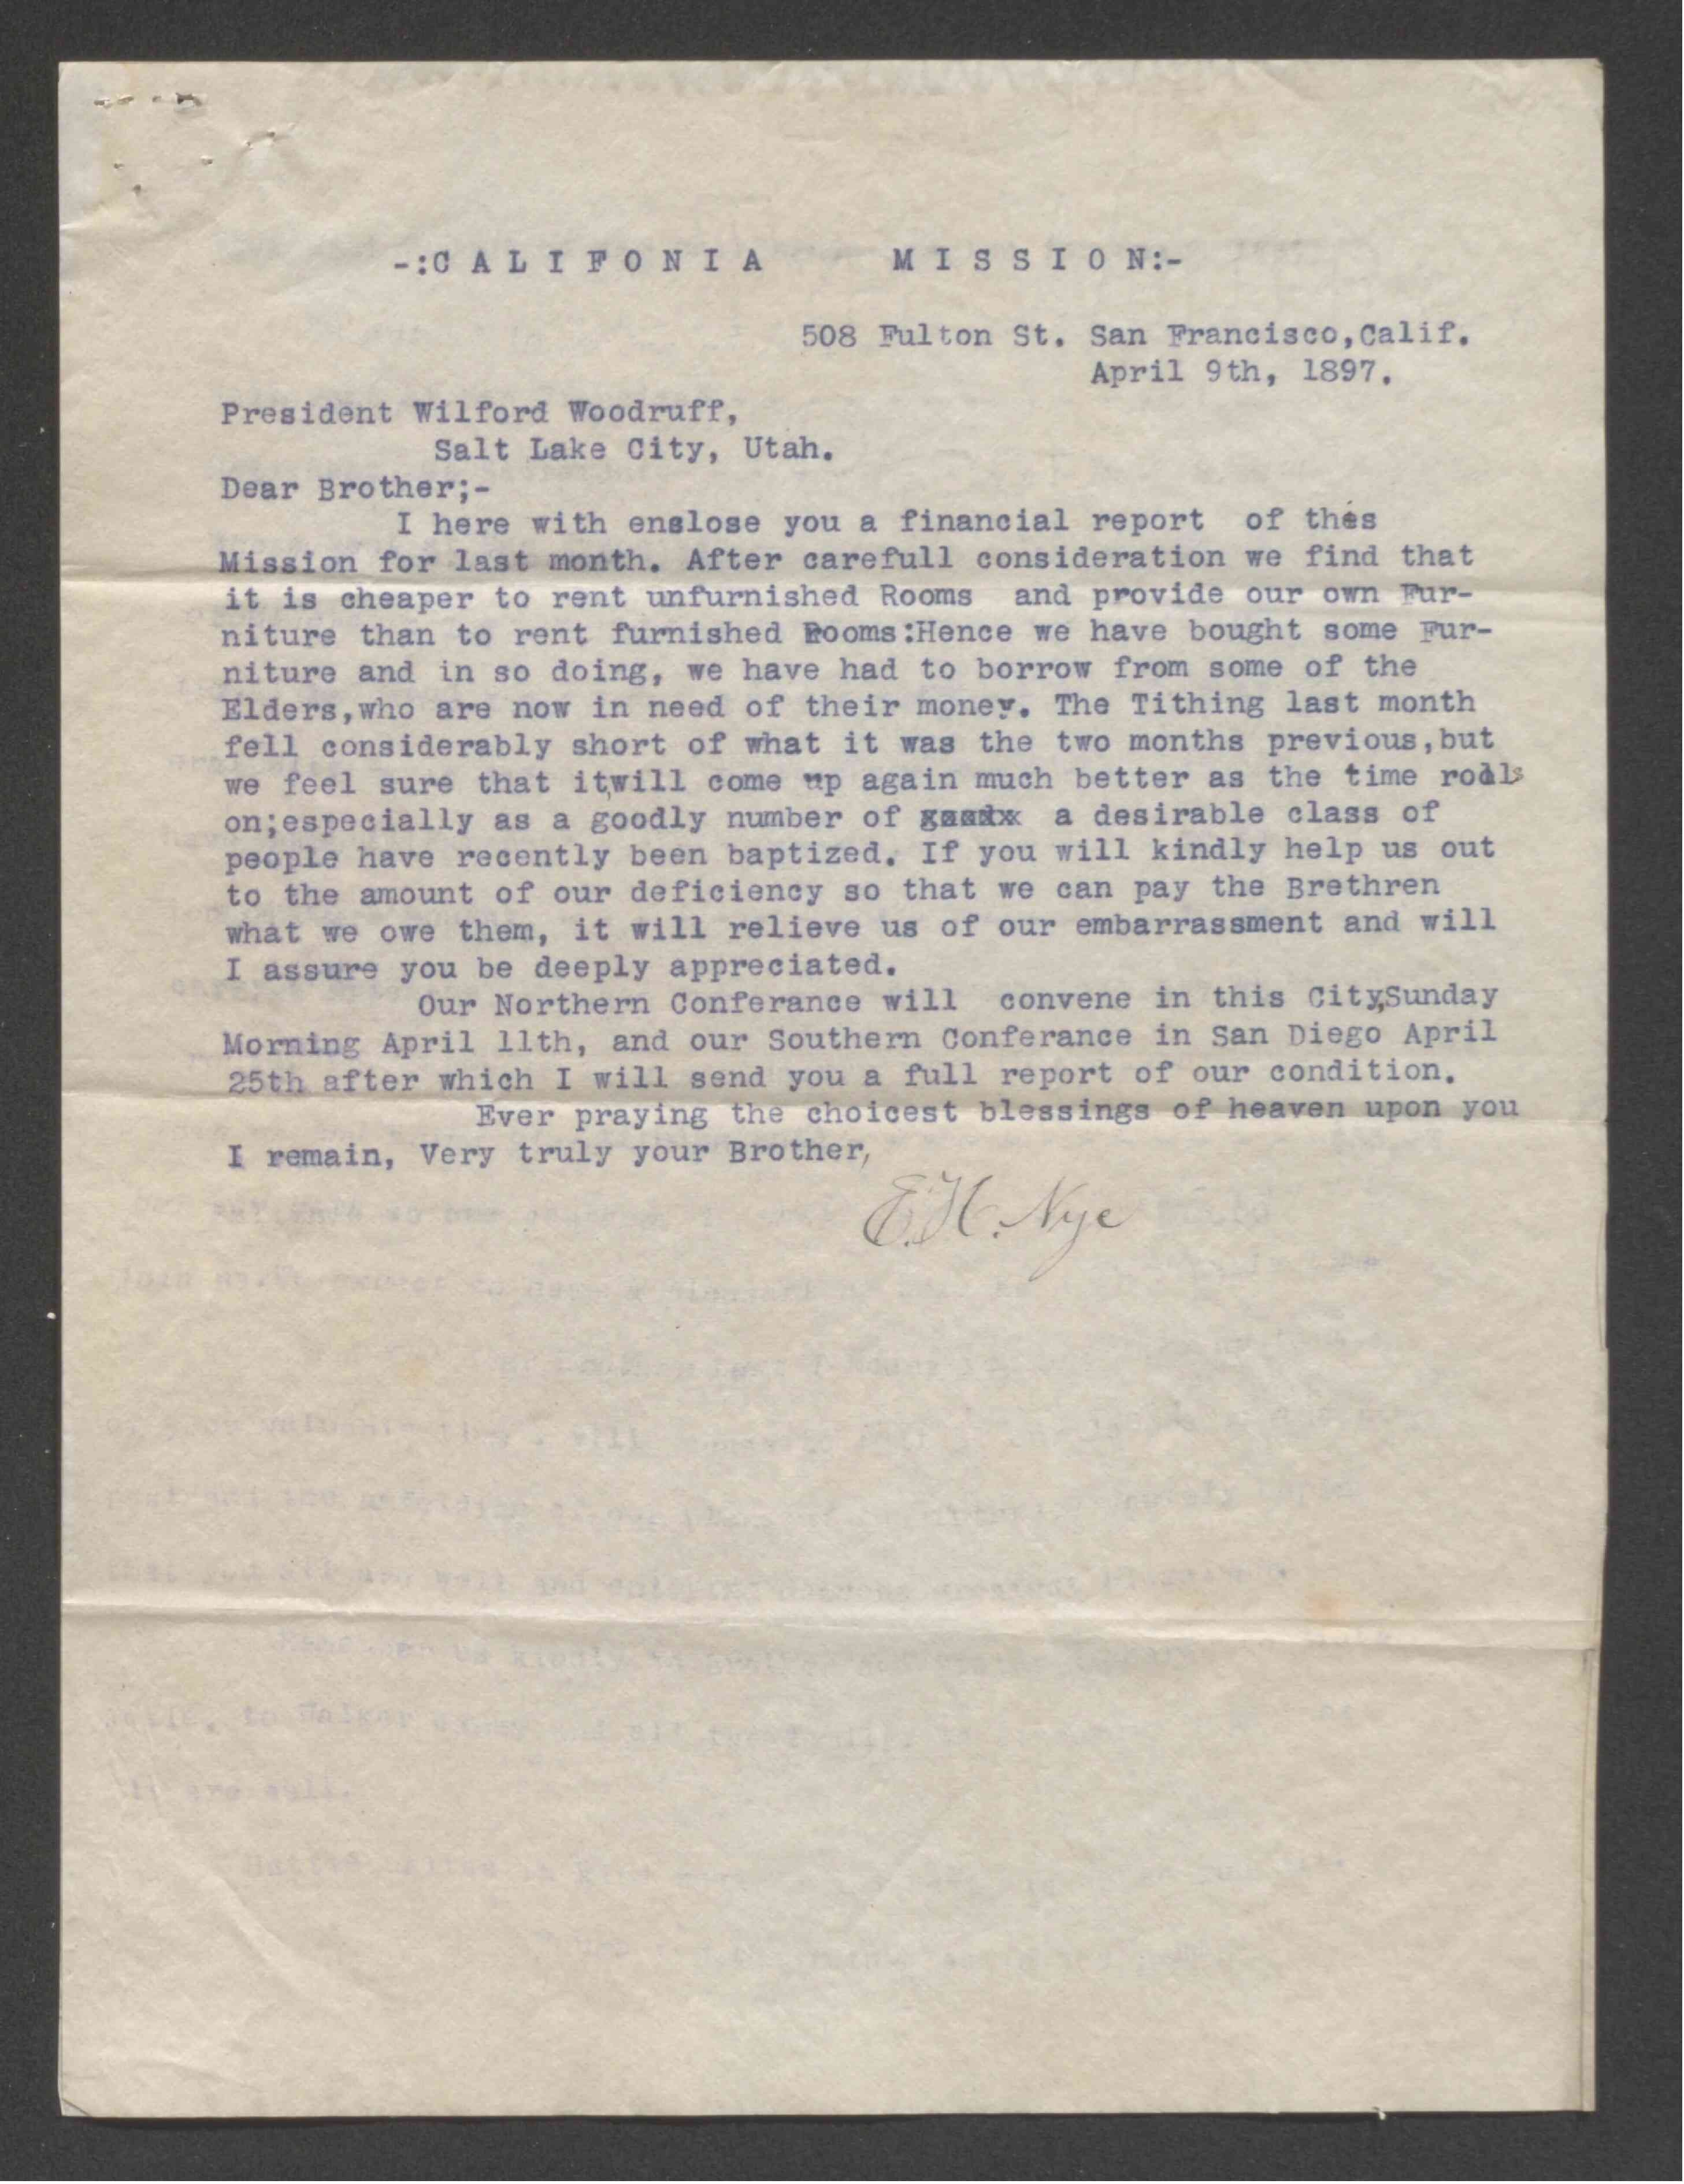 -:CALIFONIA MISSION:-
508 Fulton St. San Francisco,Calif.
April 9th, 1897.
President Wilford Woodruff,
Salt Lake City, Utah.
Dear Brother;-
I here with enslose you a financial report of thes
Mission for last month. After carefull consideration we find that
it is cheaper to rent unfurnished Rooms and provide our own Fur-
niture than to rent furnished Rooms:Hence we have bought some Fur-
niture and in so doing, we have had to borrow from some of the
Elders,who are now in need of their money. The Tithing last month
fell considerably short of what it was the two months previous,but
we feel sure that it,will come up again much better as the time rolls
on;especially as a goodly number of a desirable class of
people have recently been baptized. If you will kindly help us out
to the amount of our deficiency so that we can pay the Brethren
what we owe them, it will relieve us of our embarrassment and will
I assure you be deeply appreciated.
Our Northern Conferance will convene in this City,Sunday
Morning April 11th, and our Southern Conferance in San Diego April
25th after which I will send you a full report of our condition.
Ever praying the choicest blessings of heaven upon you
I remain, Very truly your Brother,
E.H. Nye